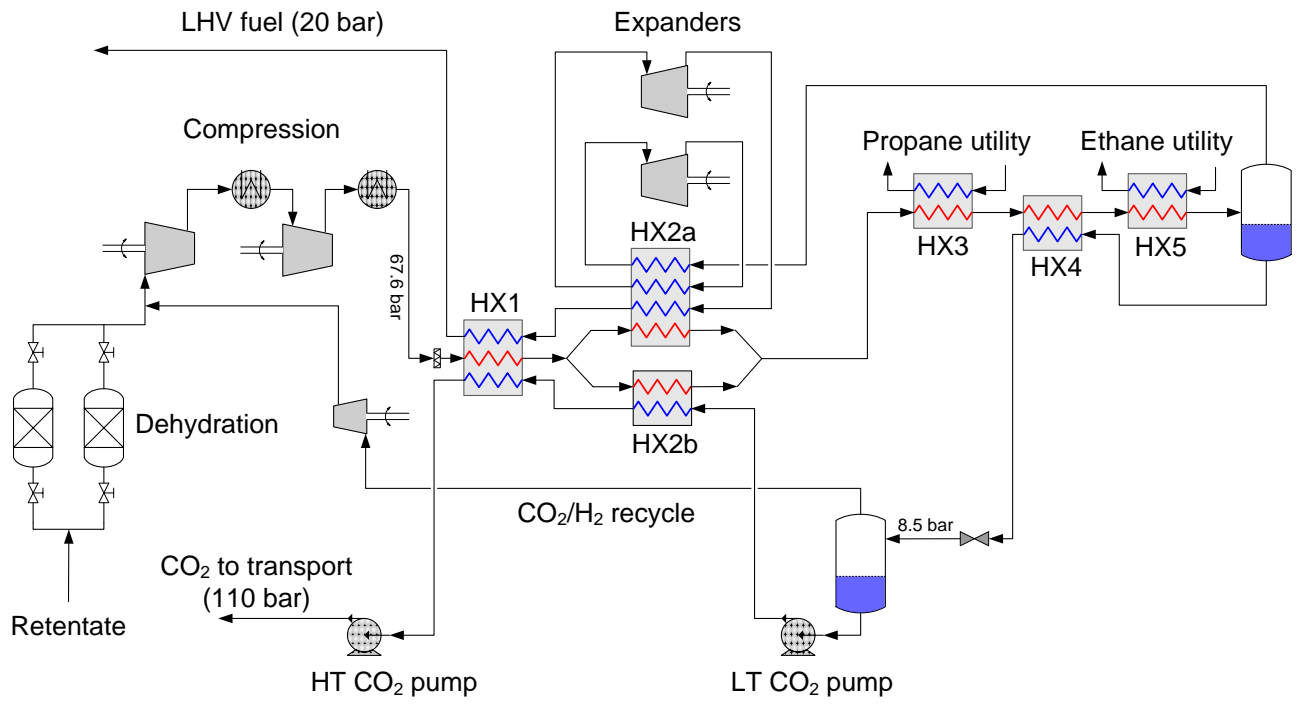 LHV fuel (20 bar)
Expanders
Compression
Propane utility
Ethane utility
HX2a
HX3
HX4
HX5
67.6 bar
HX1
Dehydration
HX2b
CO₂/H₂ recycle
8.5 bar
CO₂ to transport
(110 bar)
Retentate
HT CO₂ pump
LT CO₂ pump